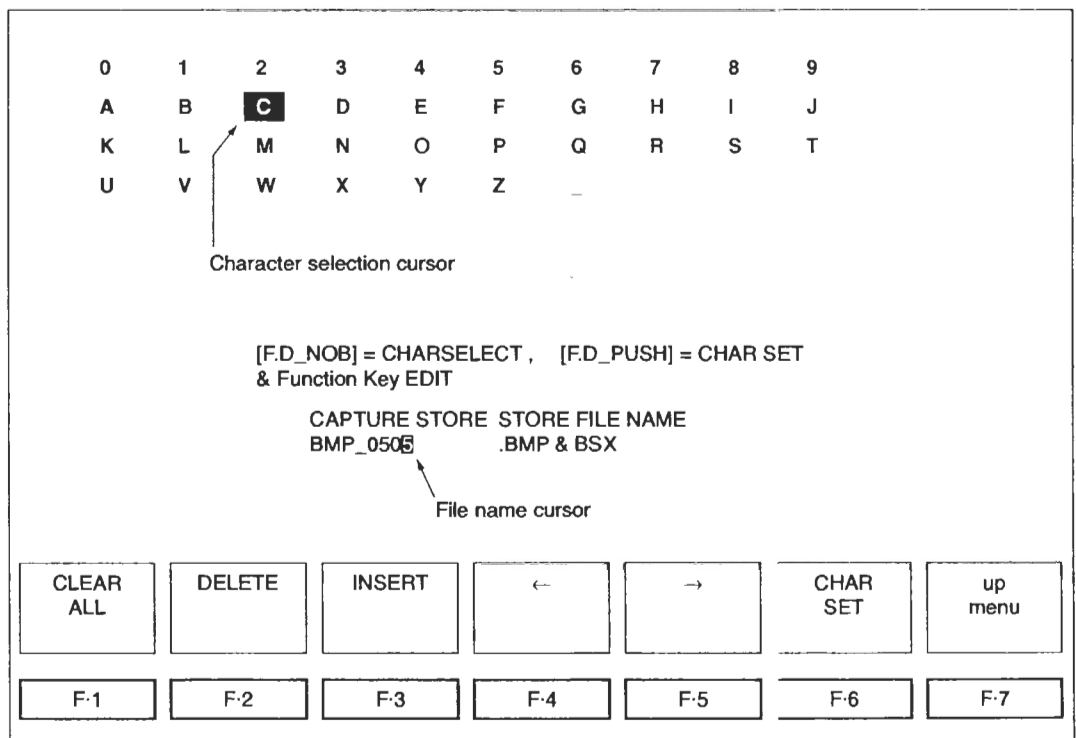 0 1 2 3 4 5 6 7 8 9
A B C D E F G H I J
K L M N O P Q R S T
U V W X Y Z _
Character selection cursor
[F.D_NOB] = CHARSELECT , [F.D_PUSH] = CHAR SET
& Function Key EDIT
CAPTURE STORE STORE FILE NAME
BMP_0505 .BMP & BSX
File name cursor
CLEAR ALL DELETE INSERT ← → CHAR SET up menu
F·1 F·2 F·3 F·4 F·5 F·6 F·7